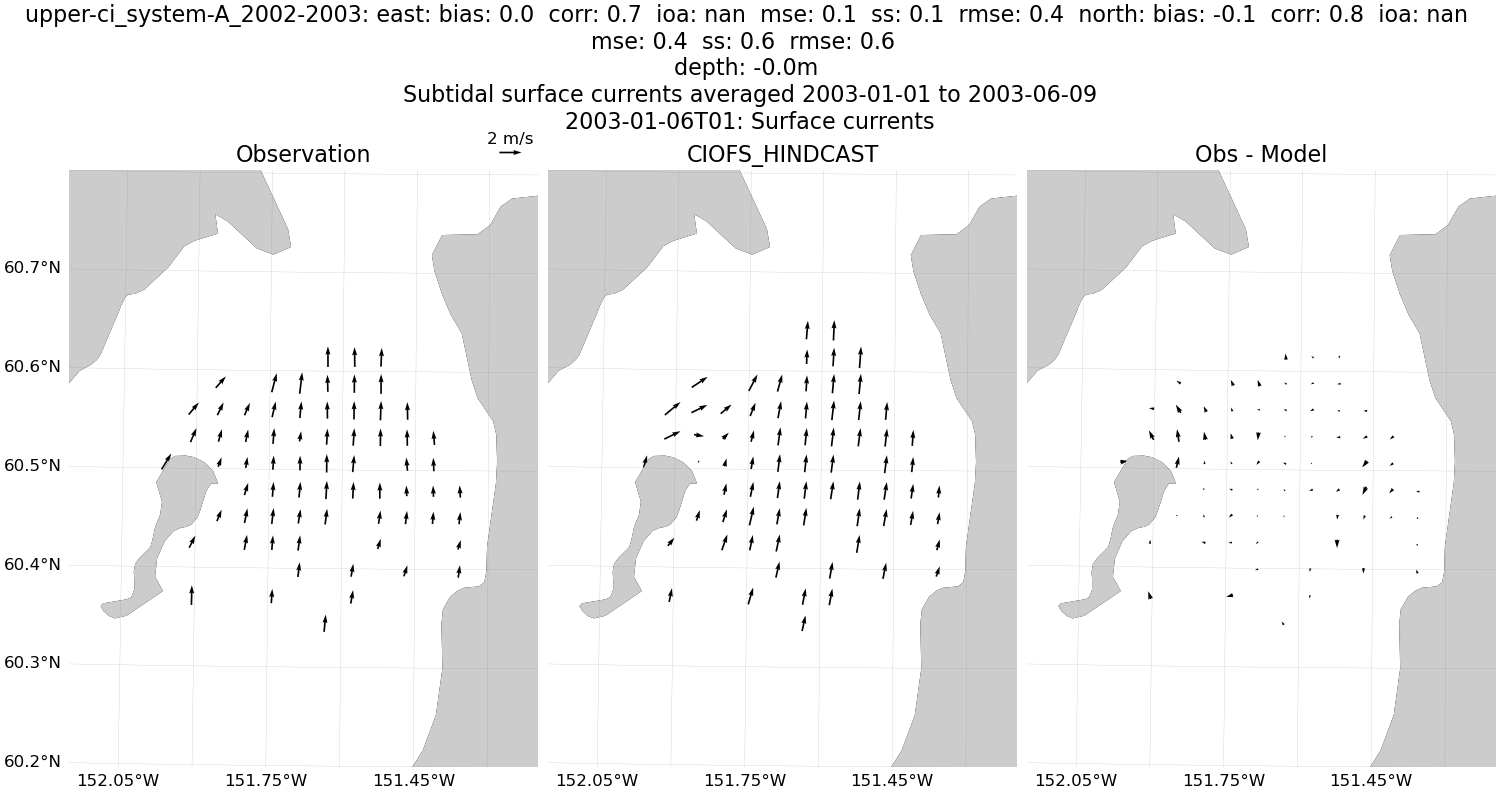 upper-ci_system-A_2002-2003: east: bias: 0.0  corr: 0.7  ioa: nan  mse: 0.1  ss: 0.1  rmse: 0.4  north: bias: -0.1  corr: 0.8  ioa: nan
mse: 0.4  ss: 0.6  rmse: 0.6
depth: -0.0m
Subtidal surface currents averaged 2003-01-01 to 2003-06-09
2003-01-06T01: Surface currents
2 m/s
Observation
CIOFS_HINDCAST
Obs - Model
60.7°N
60.6°N
60.5°N
60.4°N
60.3°N
60.2°N
152.05°W 151.75°W 151.45°W
152.05°W 151.75°W 151.45°W
152.05°W 151.75°W 151.45°W